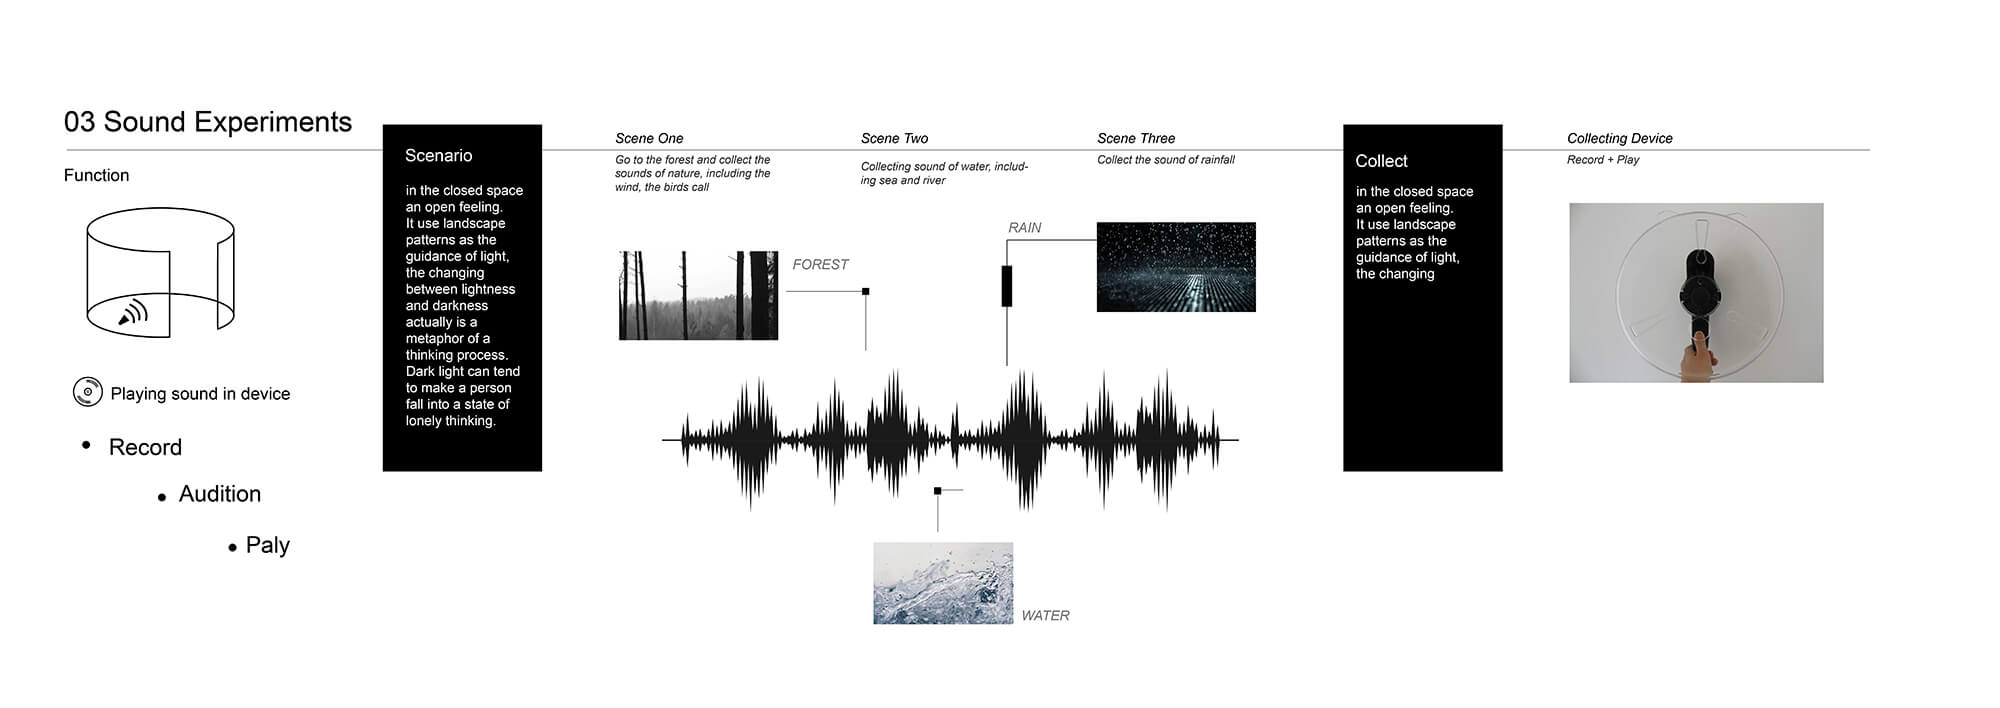 03 Sound Experiments
Function
Playing sound in device
Record
Audition
Paly
Scenario
in the closed space
an open feeling.
It use landscape
patterns as the
guidance of light,
the changing
between lightness
and darkness
actually is a
metaphor of a
thinking process.
Dark light can tend
to make a person
fall into a state of
lonely thinking.
Scene One
Go to the forest and collect the
sounds of nature, including the
wind, the birds call
FOREST
Scene Two
Collecting sound of water, includ-
ing sea and river
RAIN
Scene Three
Collect the sound of rainfall
WATER
Collect
in the closed space
an open feeling.
It use landscape
patterns as the
guidance of light,
the changing
Collecting Device
Record + Play